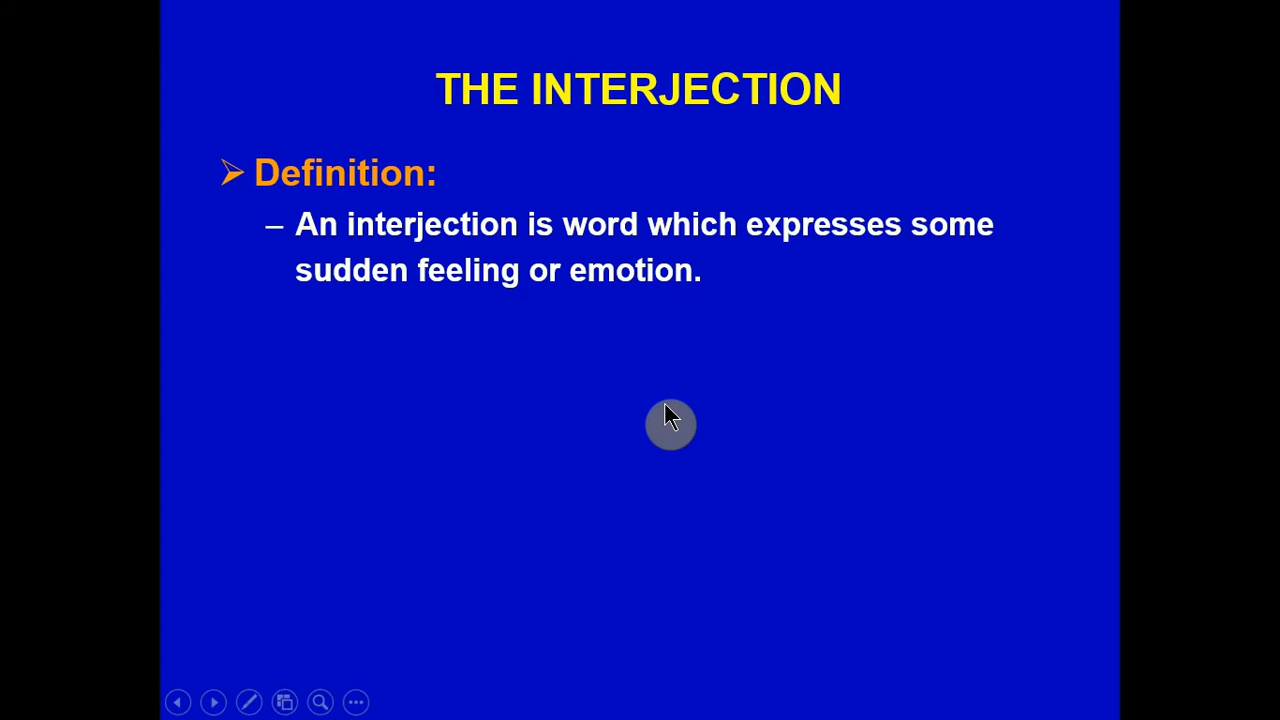 THE INTERJECTION
Definition:
– An interjection is word which expresses some
sudden feeling or emotion.